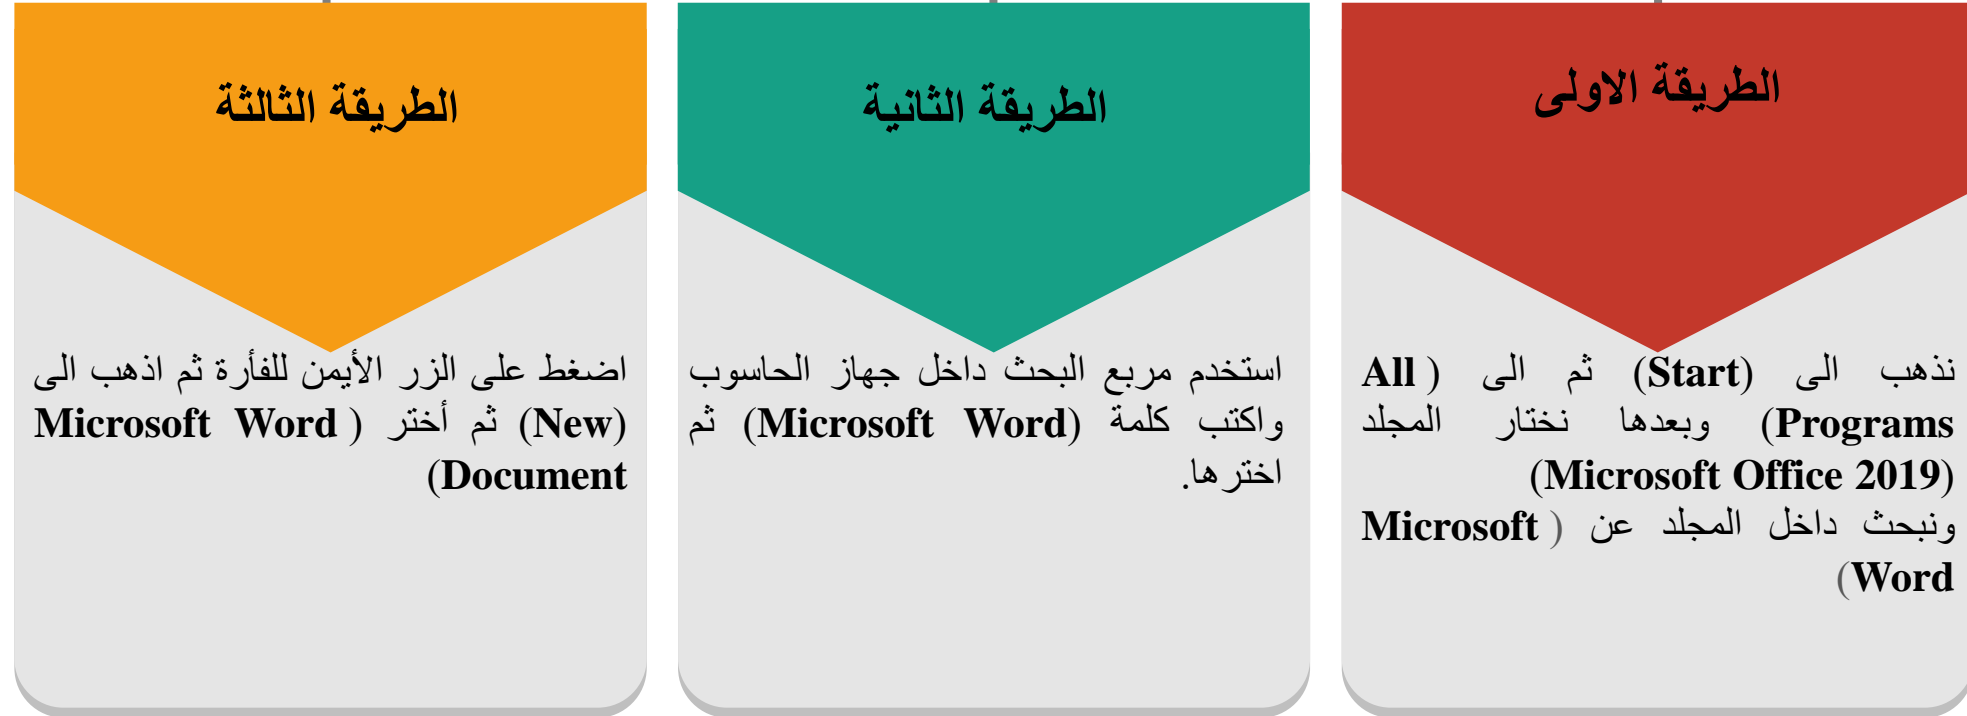 الطريقة الاولى
نذهب الى (Start) ثم الى (All
Programs) وبعدها نختار المجلد
(Microsoft Office 2019)
ونبحث داخل المجلد عن (Microsoft
Word)
الطريقة الثانية
استخدم مربع البحث داخل جهاز الحاسوب
واكتب كلمة (Microsoft Word) ثم
اخترها.
الطريقة الثالثة
اضغط على الزر الأيمن للفأرة ثم اذهب الى
(New) ثم أختر (Microsoft Word
Document)